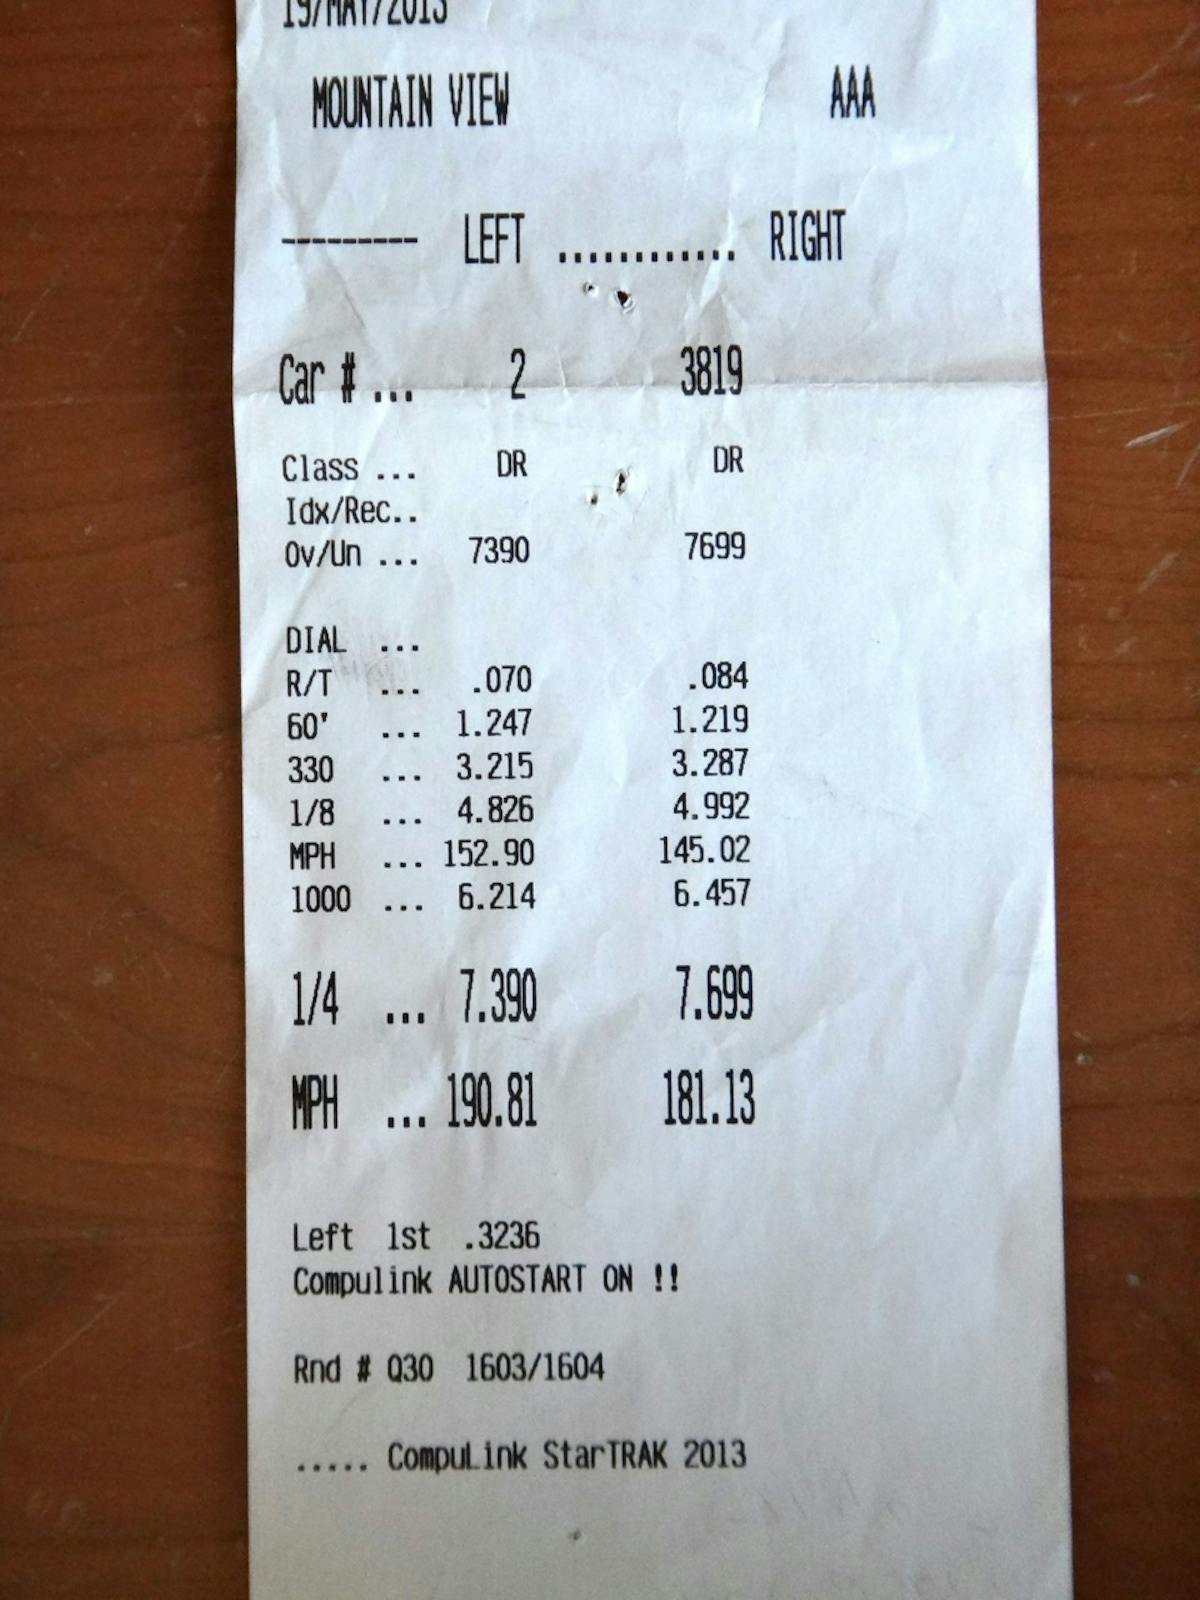 19/MAY/2013
MOUNTAIN VIEW AAA
--------- LEFT ............ RIGHT
Car # ... 2 3819
Class ... DR DR
Idx/Rec..
Ov/Un ... 7390 7699
DIAL ...
R/T ... .070 .084
60' ... 1.247 1.219
330 ... 3.215 3.287
1/8 ... 4.826 4.992
MPH ... 152.90 145.02
1000 ... 6.214 6.457
1/4 ... 7.390 7.699
MPH ... 190.81 181.13
Left 1st .3236
Compulink AUTOSTART ON !!
Rnd # Q30 1603/1604
..... CompuLink StarTRAK 2013